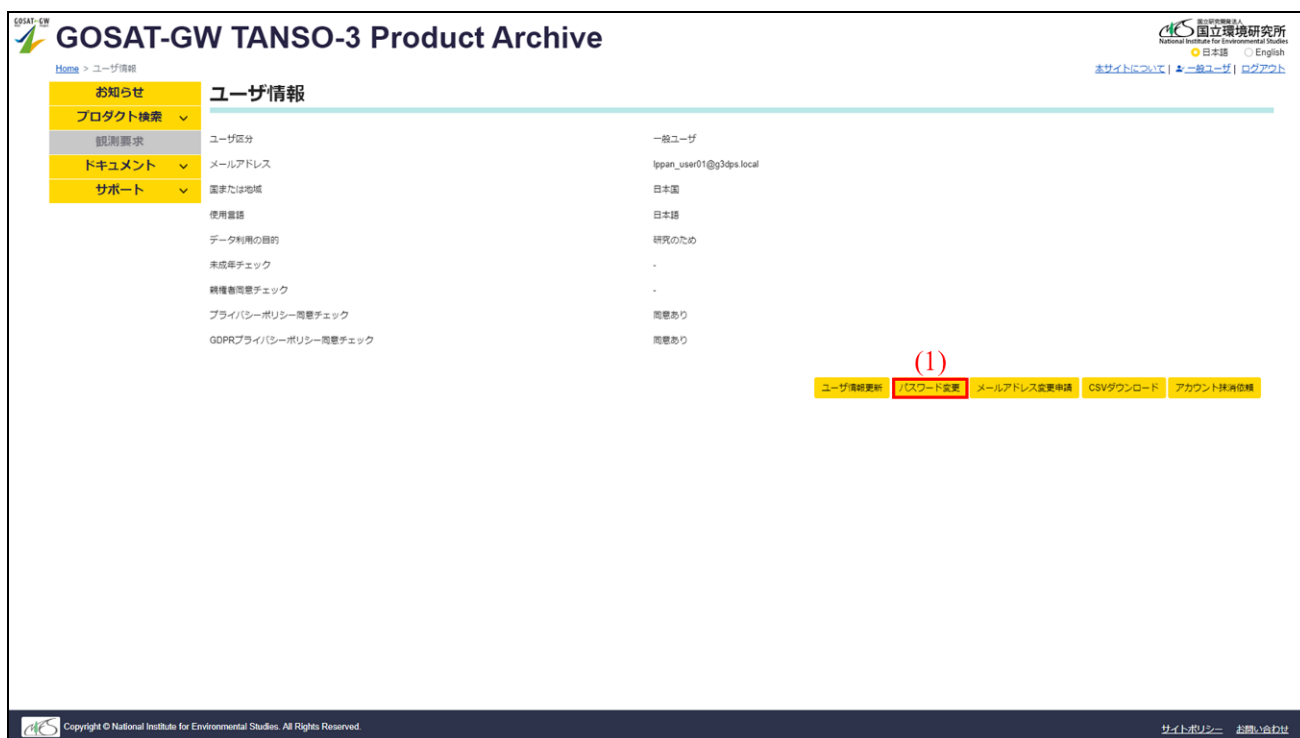 GOSAT-GW
GOSAT-GW TANSO-3 Product Archive
NIES
国立研究開発法人
国立環境研究所
National Institute for Environmental Studies
日本語 English
Home > ユーザ情報
本サイトについて | 一般ユーザ | ログアウト
お知らせ
プロダクト検索
観測要求
ドキュメント
サポート
ユーザ情報
ユーザ区分 一般ユーザ
メールアドレス Ippan_user01@g3dps.local
国または地域 日本国
使用言語 日本語
データ利用の目的 研究のため
未成年チェック -
親権者同意チェック -
プライバシーポリシー同意チェック 同意あり
GDPRプライバシーポリシー同意チェック 同意あり
(1)
ユーザ情報更新 パスワード変更 メールアドレス変更申請 CSVダウンロード アカウント抹消依頼
NIES Copyright © National Institute for Environmental Studies. All Rights Reserved.
サイトポリシー お問い合わせ